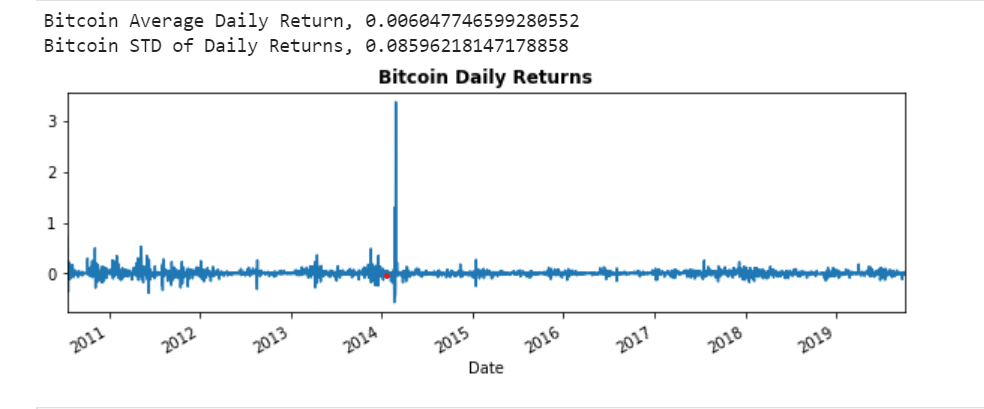 Bitcoin Average Daily Return, 0.006047746599280552
Bitcoin STD of Daily Returns, 0.08596218147178858
Bitcoin Daily Returns
3
2
1
0
2011 2012 2013 2014 2015 2016 2017 2018 2019
Date